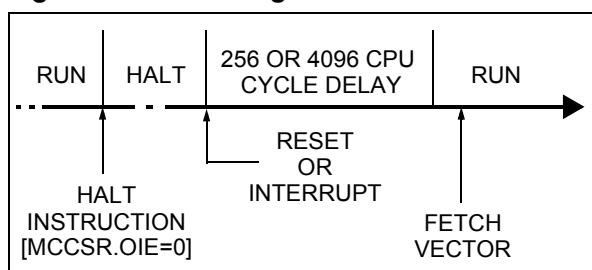 RUN
HALT
256 OR 4096 CPU
CYCLE DELAY
RUN
RESET
OR
INTERRUPT
HALT
INSTRUCTION
[MCCSR.OIE=0]
FETCH
VECTOR